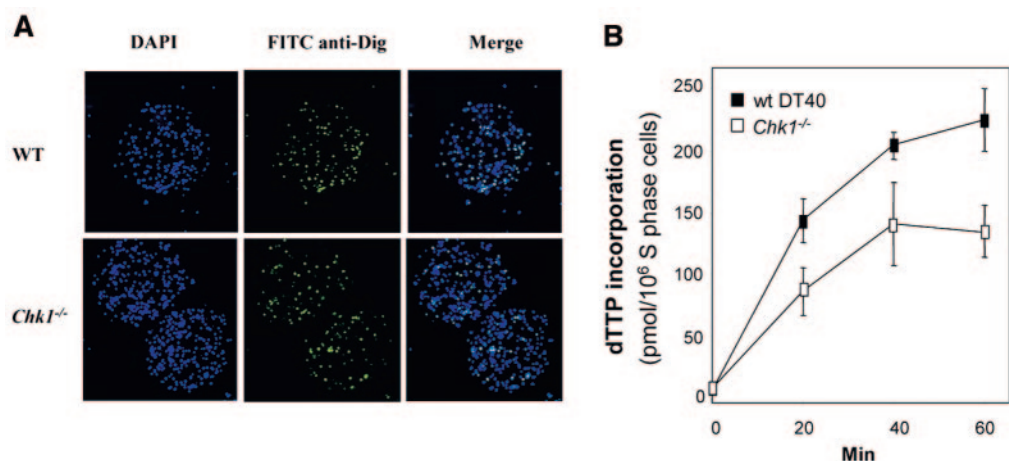 A
DAPI FITC anti-Dig Merge
WT
Chk1-/-
B
wt DT40
Chk1-/-
dTTP incorporation
(pmol/10⁶ S phase cells)
250
200
150
100
50
0
0 20 40 60
Min